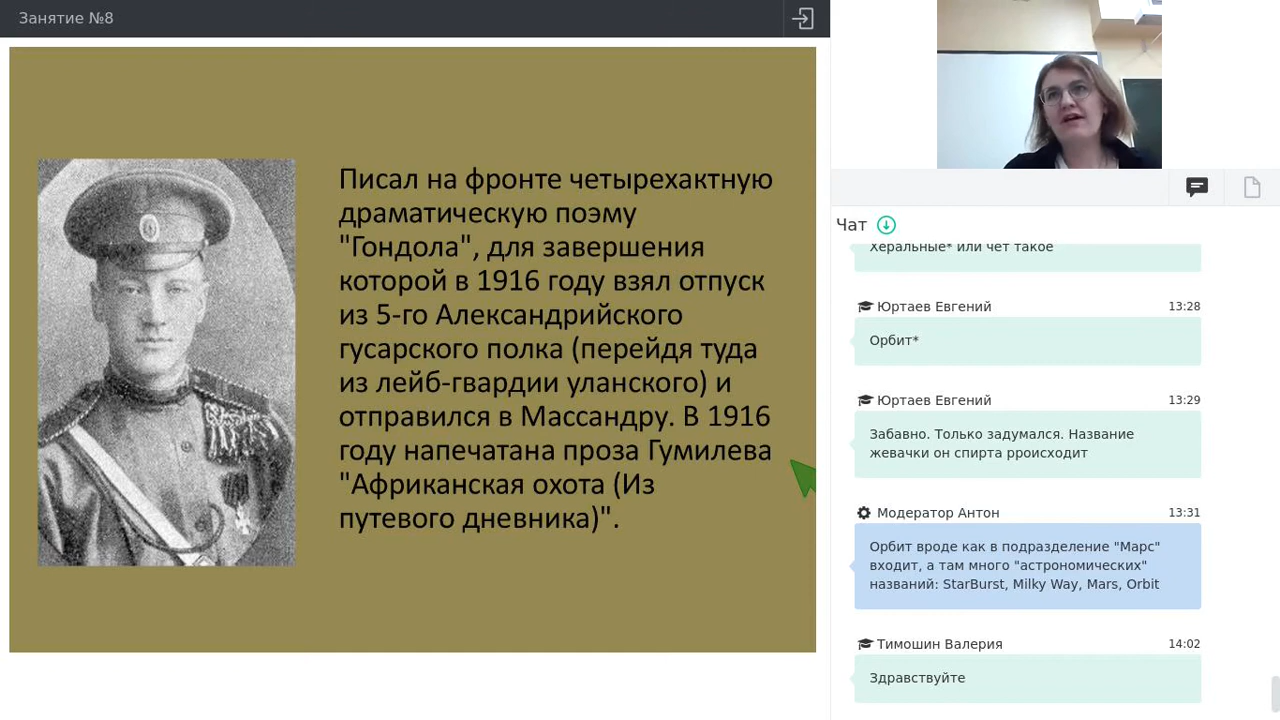 Занятие №8
Писал на фронте четырехактную
драматическую поэму
"Гондола", для завершения
которой в 1916 году взял отпуск
из 5-го Александрийского
гусарского полка (перейдя туда
из лейб-гвардии уланского) и
отправился в Массандру. В 1916
году напечатана проза Гумилева
"Африканская охота (Из
путевого дневника)".
Чат
Херальные* или чет такое
Юртаев Евгений 13:28
Орбит*
Юртаев Евгений 13:29
Забавно. Только задумался. Название
жевачки он спирта рроисходит
Модератор Антон 13:31
Орбит вроде как в подразделение "Марс"
входит, а там много "астрономических"
названий: StarBurst, Milky Way, Mars, Orbit
Тимошин Валерия 14:02
Здравствуйте